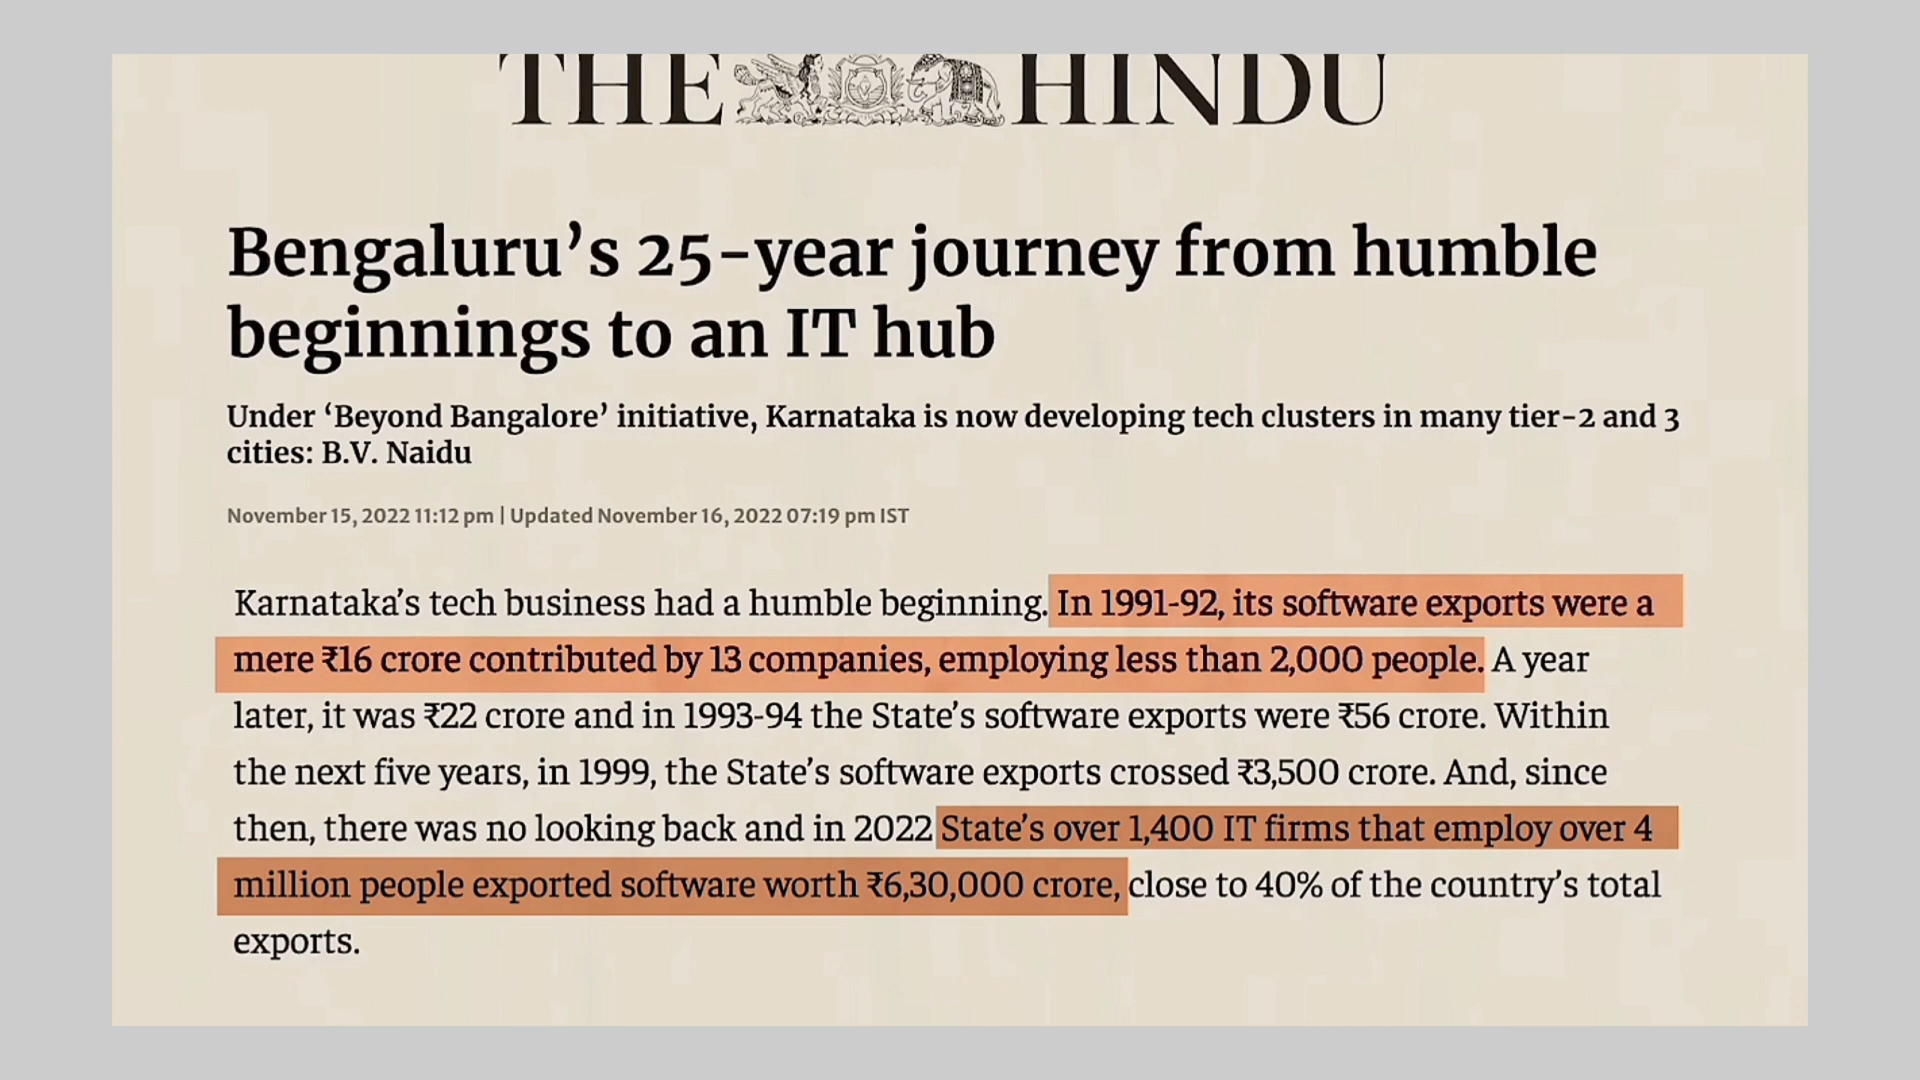 THE HINDU
Bengaluru’s 25-year journey from humble
beginnings to an IT hub
Under ‘Beyond Bangalore’ initiative, Karnataka is now developing tech clusters in many tier-2 and 3
cities: B.V. Naidu
November 15, 2022 11:12 pm | Updated November 16, 2022 07:19 pm IST
Karnataka’s tech business had a humble beginning. In 1991-92, its software exports were a
mere ₹16 crore contributed by 13 companies, employing less than 2,000 people. A year
later, it was ₹22 crore and in 1993-94 the State’s software exports were ₹56 crore. Within
the next five years, in 1999, the State’s software exports crossed ₹3,500 crore. And, since
then, there was no looking back and in 2022 State’s over 1,400 IT firms that employ over 4
million people exported software worth ₹6,30,000 crore, close to 40% of the country’s total
exports.